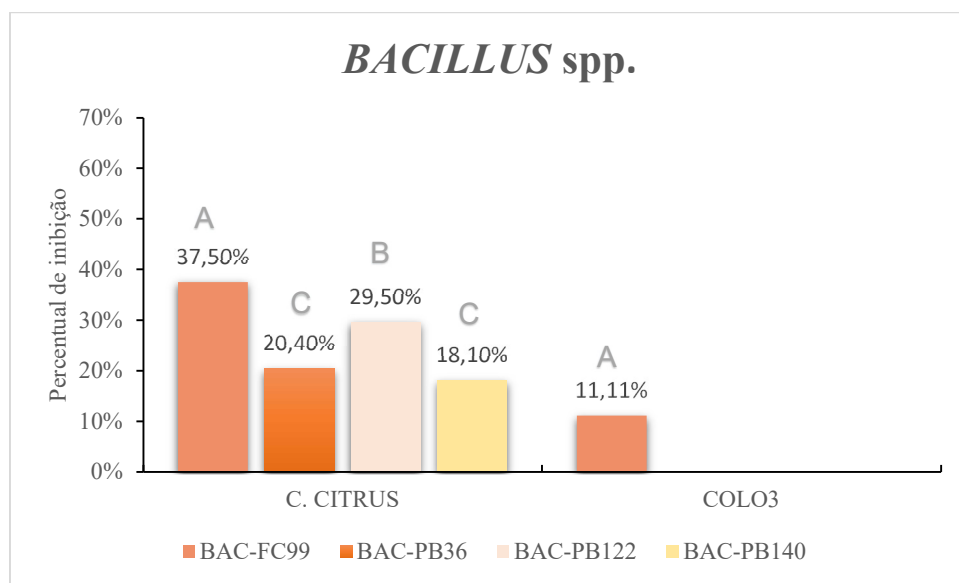 BACILLUS spp.
Percentual de inibição
70%
60%
50%
40%
30%
20%
10%
0%
A
37,50%
C
20,40%
B
29,50%
C
18,10%
A
11,11%
C. CITRUS
COLO3
BAC-FC99 BAC-PB36 BAC-PB122 BAC-PB140